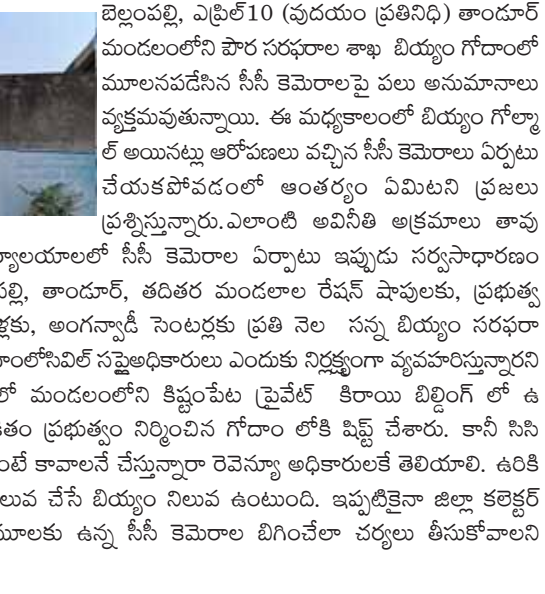 బెల్లంపల్లి, ఎప్రిల్10 (వుదయం ప్రతినిధి) తాండూర్
మండలంలోని పౌర సరఫరాల శాఖ బియ్యం గోదాంలో
మూలనపడేసిన సీసీ కెమెరాలపై పలు అనుమానాలు
వ్యక్తమవుతున్నాయి. ఈ మధ్యకాలంలో బియ్యం గోల్మా
ల్ అయినట్లు ఆరోపణలు వచ్చిన సీసీ కెమెరాలు ఏర్పటు
చేయకపోవడంలో ఆంతర్యం ఏమిటని ప్రజలు
ప్రశ్నిస్తున్నారు.ఎలాంటి అవినీతి అక్రమాలు తావు
ర్యాలయాలలో సీసీ కెమెరాల ఏర్పాటు ఇప్పుడు సర్వసాధారణం
పల్లి, తాండూర్, తదితర మండలాల రేషన్ షాపులకు, ప్రభుత్వ
ళ్లకు, అంగన్వాడీ సెంటర్లకు ప్రతి నెల సన్న బియ్యం సరఫరా
ాంలోసివిల్ సప్లైఅధికారులు ఎందుకు నిర్లక్ష్యంగా వ్యవహరిస్తున్నారని
లో మండలంలోని కిష్టంపేట ప్రైవేట్ కిరాయి బిల్డింగ్ లో ఉ
ితం ప్రభుత్వం నిర్మించిన గోదాం లోకి షిఫ్ట్ చేశారు. కానీ సిసి
ంటే కావాలనే చేస్తున్నారా రెవెన్యూ అధికారులకే తెలియాలి. ఉరికి
లువ చేసే బియ్యం నిలువ ఉంటుంది. ఇప్పటికైనా జిల్లా కలెక్టర్
మూలకు ఉన్న సీసీ కెమెరాల బిగించేలా చర్యలు తీసుకోవాలని